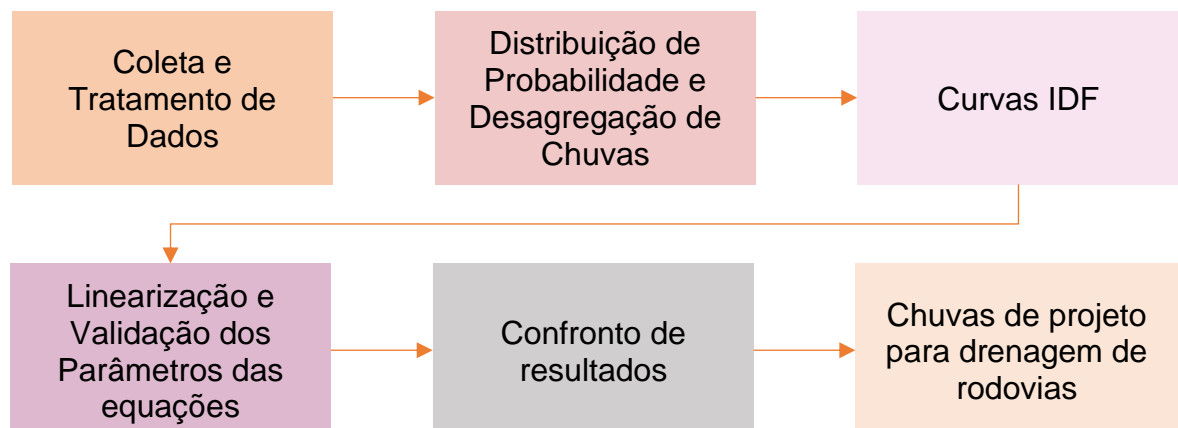 Coleta e
Tratamento de
Dados
Distribuição de
Probabilidade e
Desagregação de
Chuvas
Curvas IDF
Linearização e
Validação dos
Parâmetros das
equações
Confronto de
resultados
Chuvas de projeto
para drenagem de
rodovias